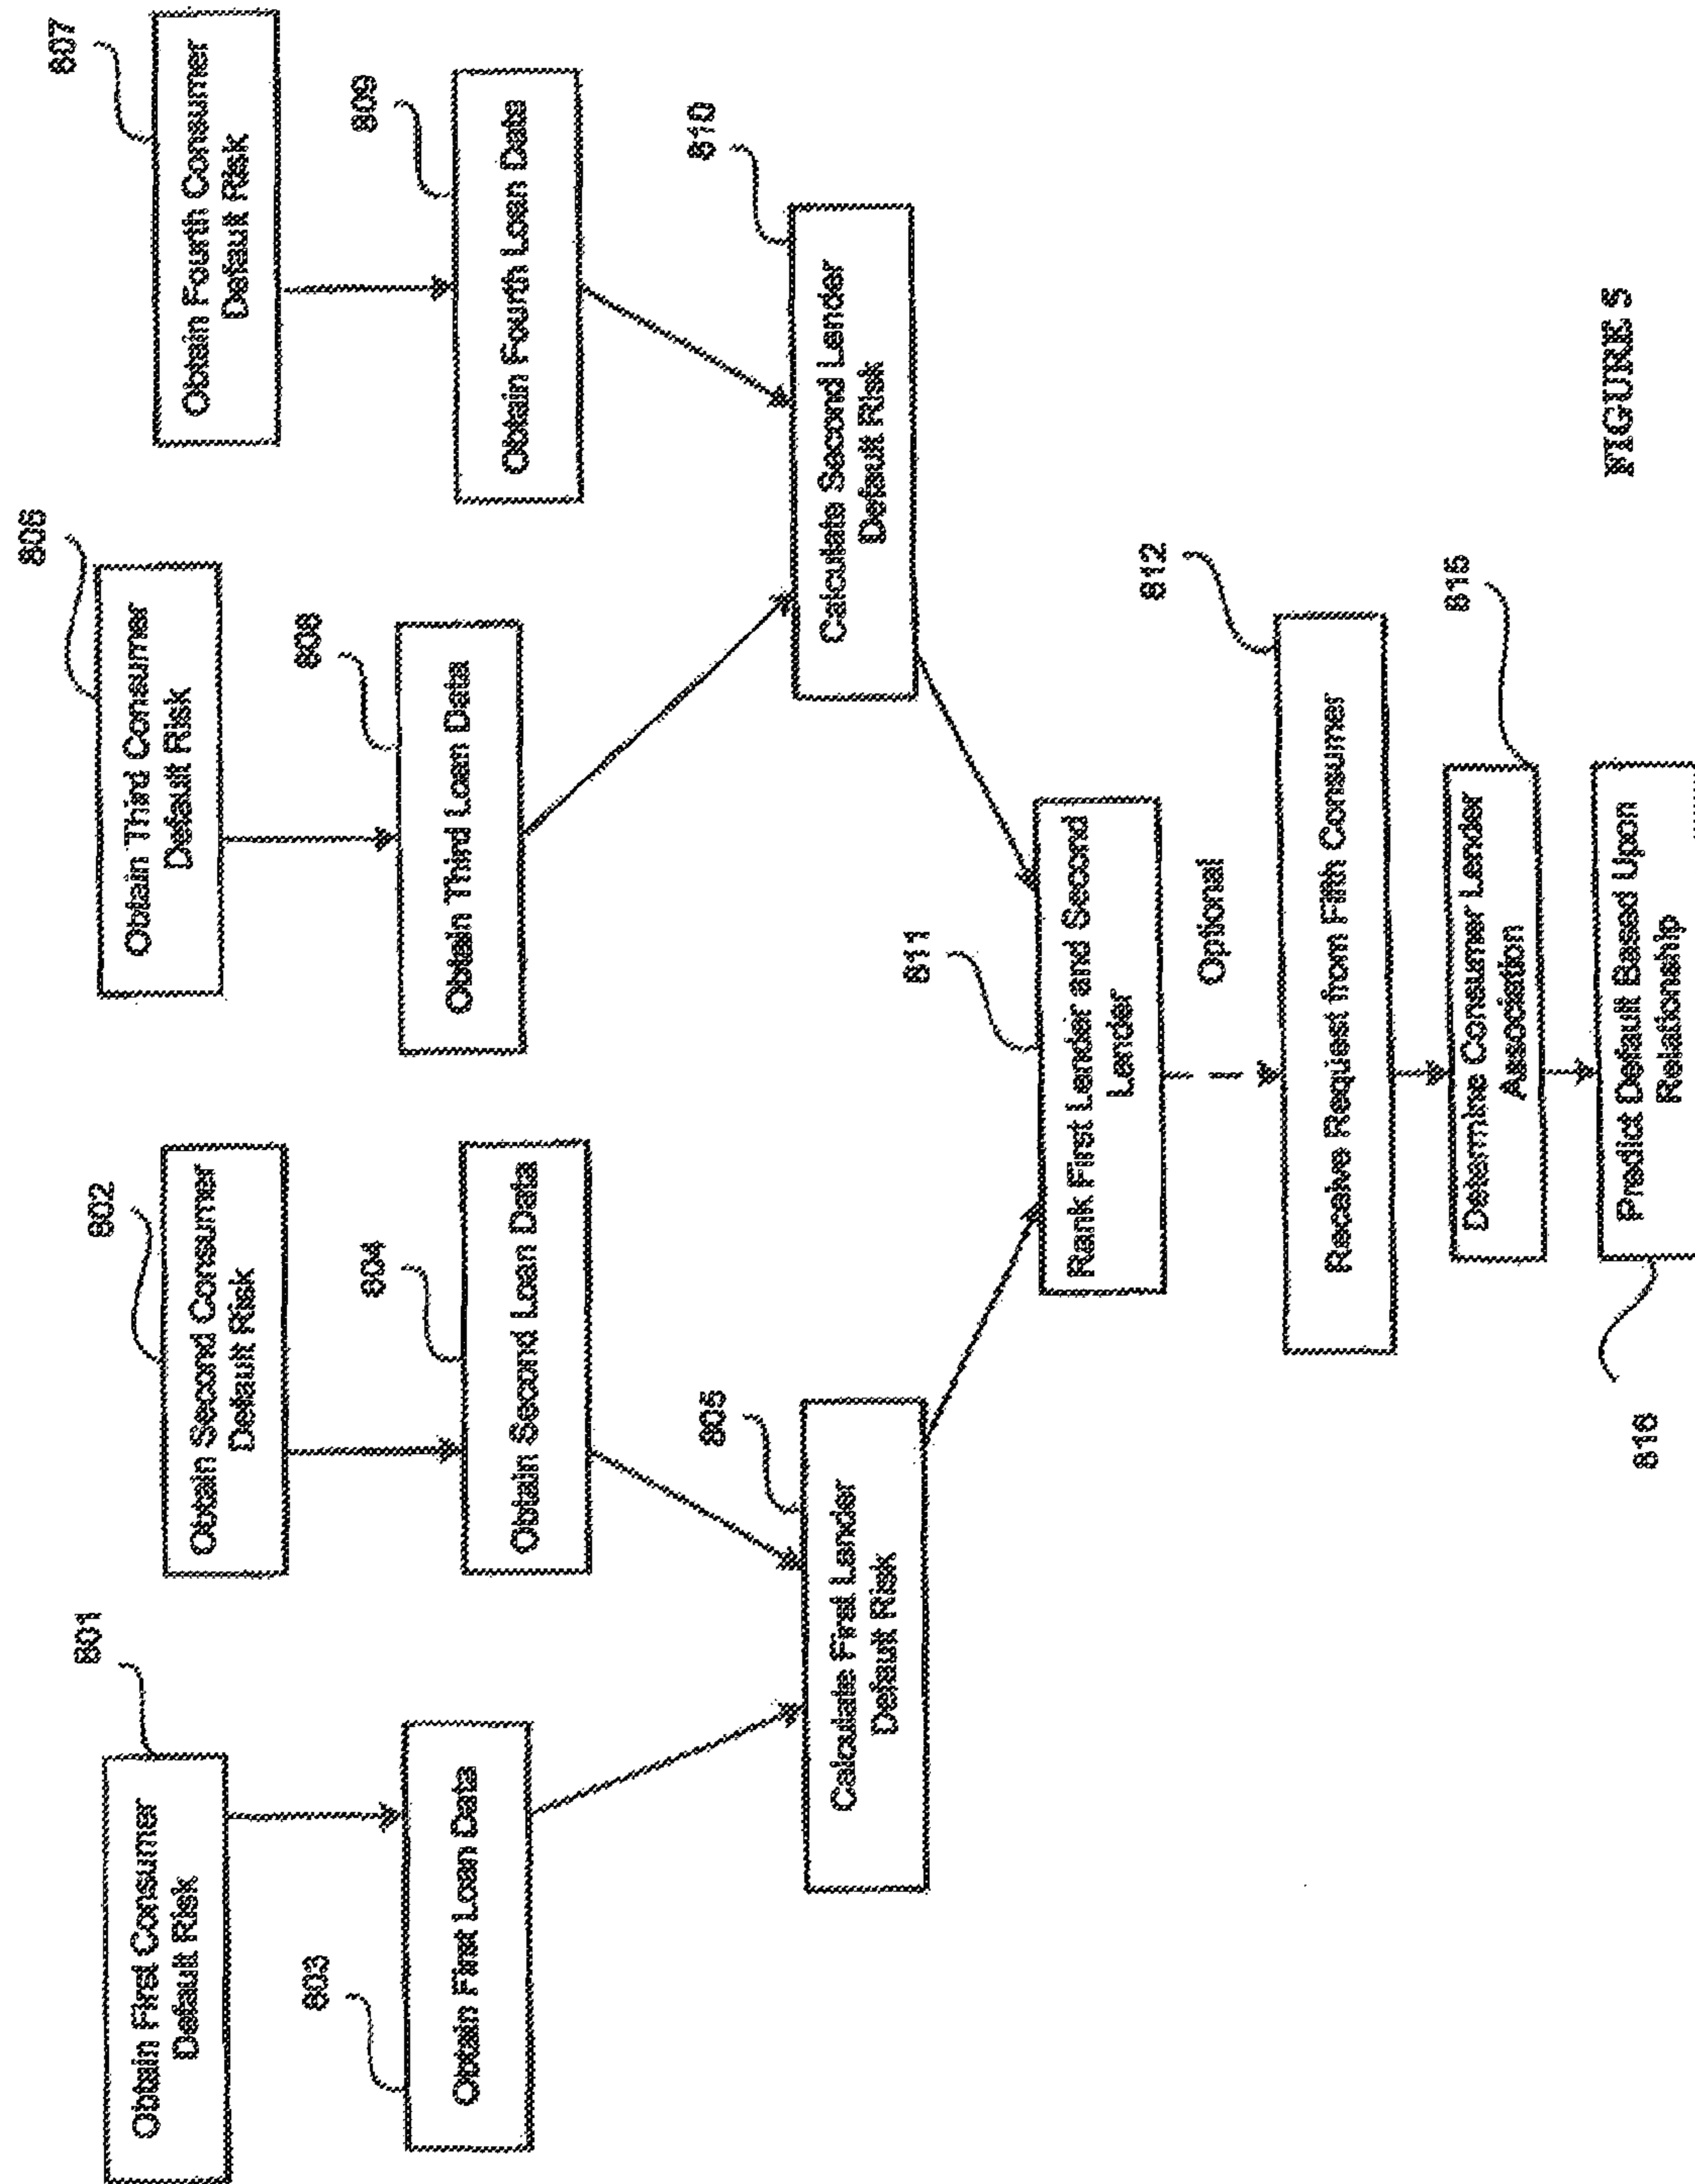 801
Obtain First Consumer
Default Risk
802
Obtain Second Consumer
Default Risk
806
Obtain Third Consumer
Default Risk
807
Obtain Fourth Consumer
Default Risk
803
Obtain First Loan Data
804
Obtain Second Loan Data
808
Obtain Third Loan Data
809
Obtain Fourth Loan Data
805
Calculate First Lender
Default Risk
810
Calculate Second Lender
Default Risk
811
Rank First Lender and Second
Lender
Optional
812
Receive Request from Fifth Consumer
815
Determine Consumer Lender
Association
816
Predict Default Based Upon
Relationship
FIGURE 5